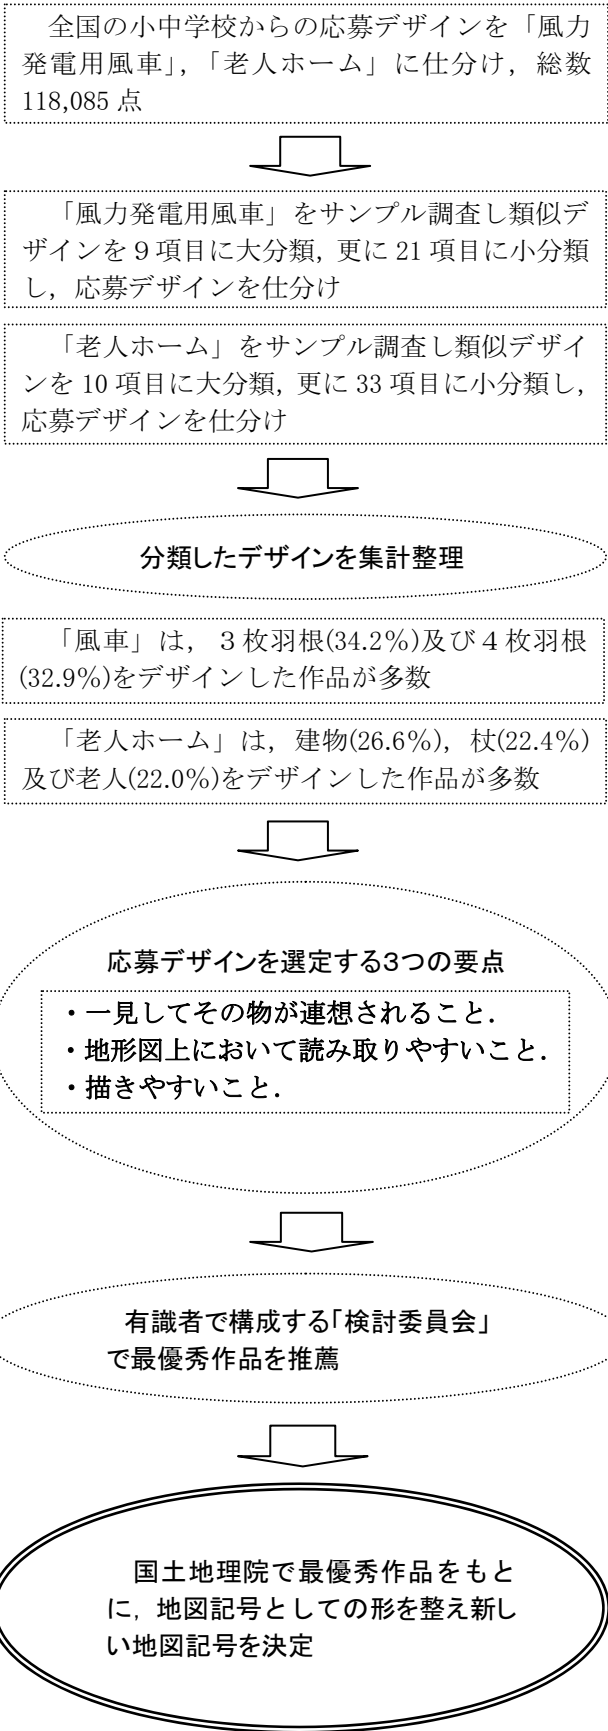 全国の小中学校からの応募デザインを「風力
発電用風車」,「老人ホーム」に仕分け, 総数
118,085 点
「風力発電用風車」をサンプル調査し類似デ
ザインを９項目に大分類, 更に 21 項目に小分類
し, 応募デザインを仕分け
「老人ホーム」をサンプル調査し類似デザイ
ンを 10 項目に大分類, 更に 33 項目に小分類し,
応募デザインを仕分け
分類したデザインを集計整理
「風車」は, ３枚羽根(34.2%)及び４枚羽根
(32.9%)をデザインした作品が多数
「老人ホーム」は, 建物(26.6%), 杖(22.4%)
及び老人(22.0%)をデザインした作品が多数
応募デザインを選定する3つの要点
・一見してその物が連想されること.
・地形図上において読み取りやすいこと.
・描きやすいこと.
有識者で構成する「検討委員会」
で最優秀作品を推薦
国土地理院で最優秀作品をもと
に, 地図記号としての形を整え新し
い地図記号を決定